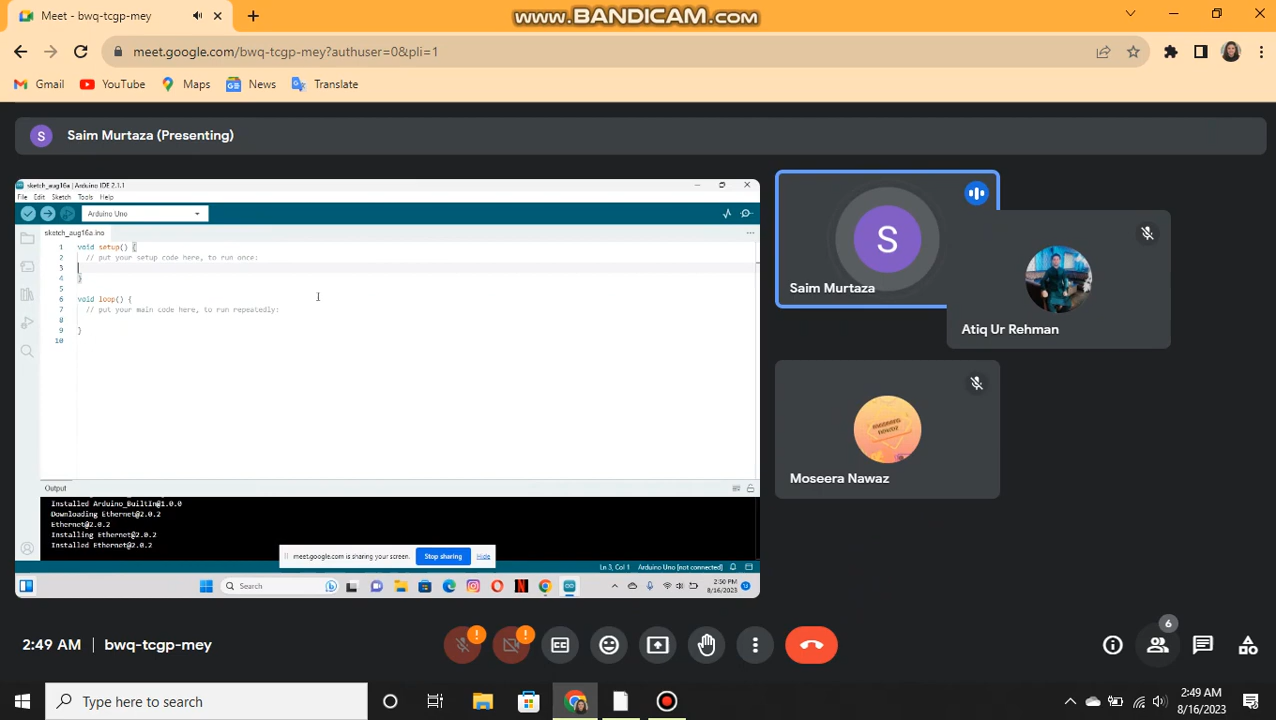 Meet - bwq-tcgp-mey
www.BANDICAM.com
meet.google.com/bwq-tcgp-mey?authuser=0&pli=1
Gmail YouTube Maps News Translate
S Saim Murtaza (Presenting)
sketch_aug16a | Arduino IDE 2.1.1
File Edit Sketch Tools Help
Arduino Uno
sketch_aug16a.ino
1 void setup() {
2 // put your setup code here, to run once:
3
4 }
5
6 void loop() {
7 // put your main code here, to run repeatedly:
8
9 }
10
Output
Installed Arduino_BuiltIn@1.0.0
Downloading Ethernet@2.0.2
Ethernet@2.0.2
Installing Ethernet@2.0.2
Installed Ethernet@2.0.2
meet.google.com is sharing your screen. Stop sharing Hide
Ln 3, Col 1 Arduino Uno [not connected]
Search
2:50 PM
8/16/2023
S
Saim Murtaza
Atiq Ur Rehman
Moseera Nawaz
2:49 AM | bwq-tcgp-mey
6
Type here to search
2:49 AM
8/16/2023